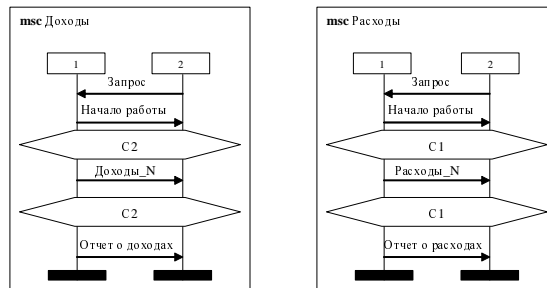 msc Доходы
1 2
Запрос
Начало работы
C2
Доходы_N
C2
Отчет о доходах
msc Расходы
1 2
Запрос
Начало работы
C1
Расходы_N
C1
Отчет о расходах